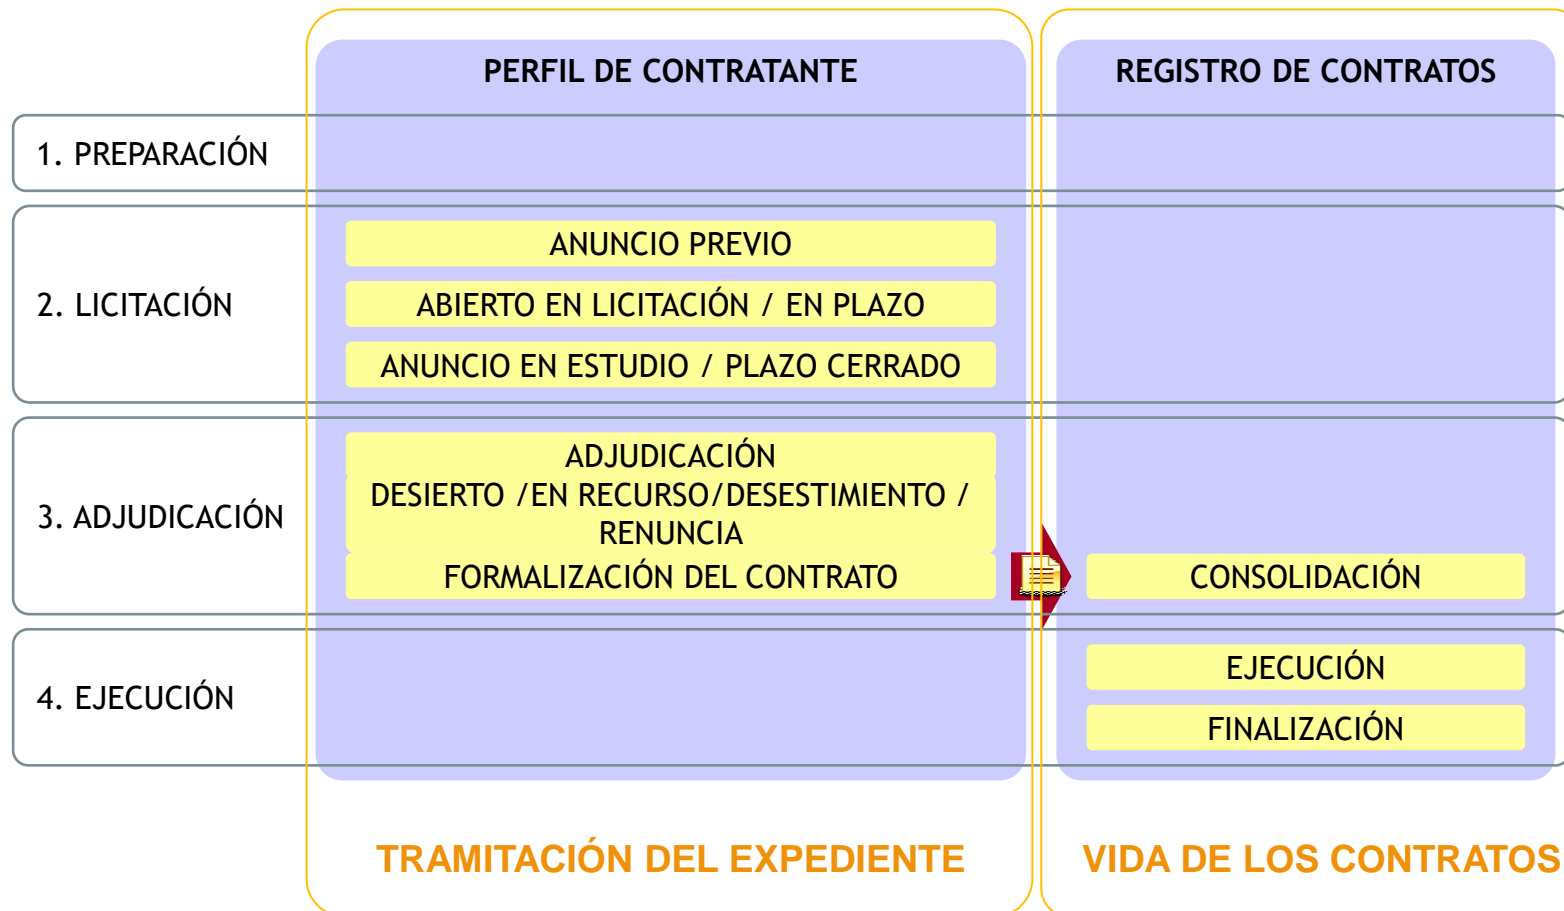 PERFIL DE CONTRATANTE
REGISTRO DE CONTRATOS
1. PREPARACIÓN
2. LICITACIÓN
ANUNCIO PREVIO
ABIERTO EN LICITACIÓN / EN PLAZO
ANUNCIO EN ESTUDIO / PLAZO CERRADO
3. ADJUDICACIÓN
ADJUDICACIÓN
DESIERTO /EN RECURSO/DESESTIMIENTO /
RENUNCIA
FORMALIZACIÓN DEL CONTRATO
CONSOLIDACIÓN
4. EJECUCIÓN
EJECUCIÓN
FINALIZACIÓN
TRAMITACIÓN DEL EXPEDIENTE
VIDA DE LOS CONTRATOS